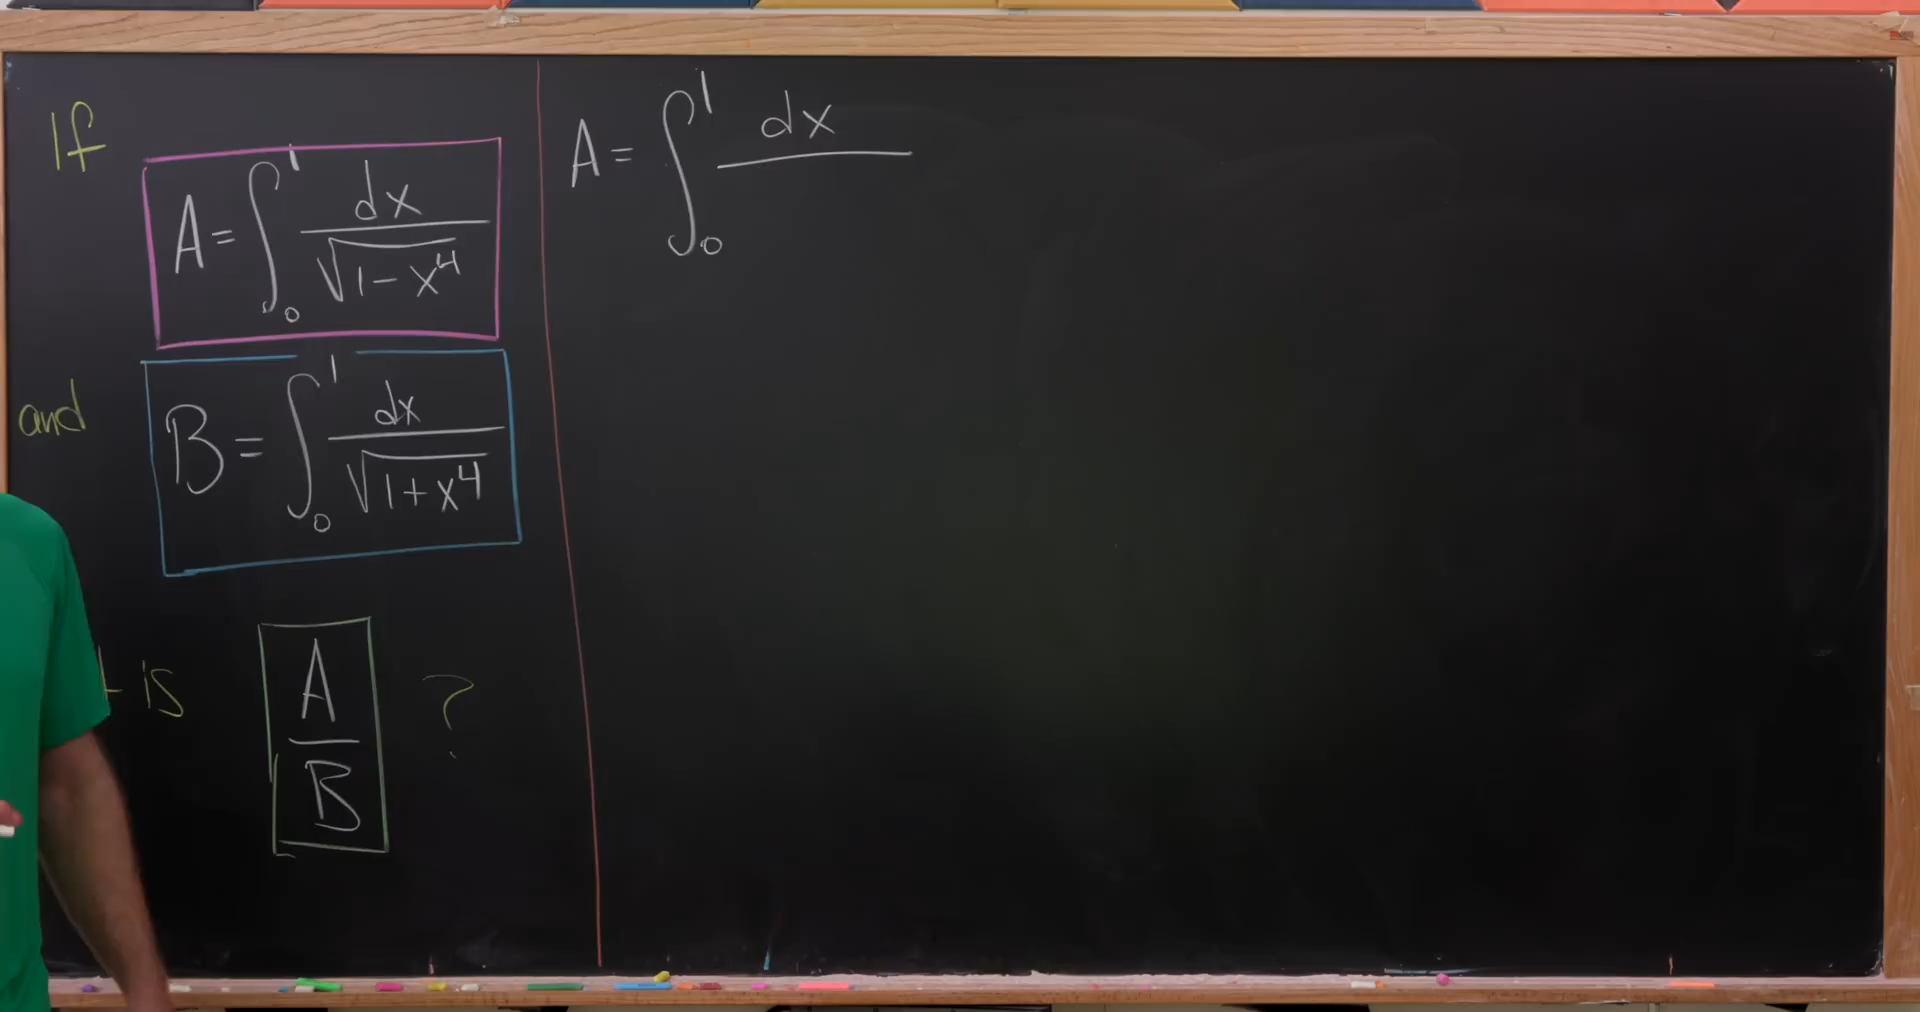 If
A = ∫₀¹ dx / √(1 - x⁴)
and
B = ∫₀¹ dx / √(1 + x⁴)
is A / B ?
A = ∫₀¹ dx